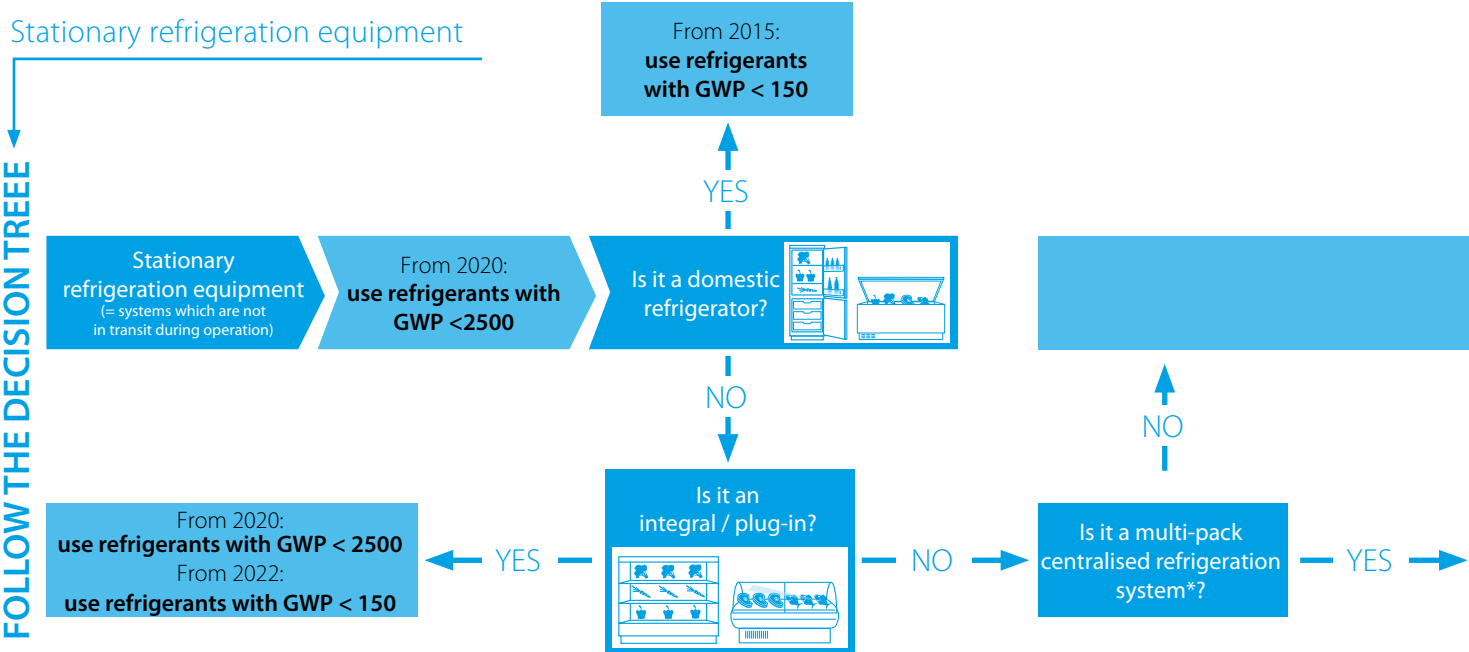 Stationary refrigeration equipment
FOLLOW THE DECISION TREEE
From 2015:
use refrigerants
with GWP < 150
YES
Stationary
refrigeration equipment
(= systems which are not
in transit during operation)
From 2020:
use refrigerants with
GWP <2500
Is it a domestic
refrigerator?
NO
NO
From 2020:
use refrigerants with GWP < 2500
From 2022:
use refrigerants with GWP < 150
YES
Is it an
integral / plug-in?
NO
Is it a multi-pack
centralised refrigeration
system*?
YES